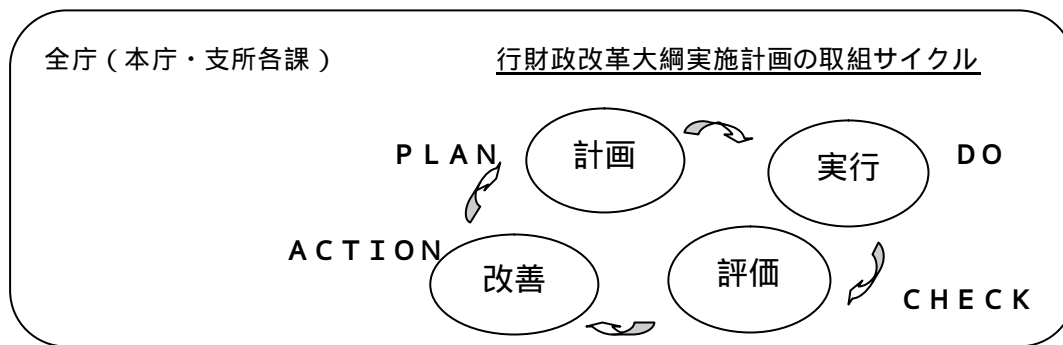 全庁（本庁・支所各課）
行財政改革大綱実施計画の取組サイクル
ＰＬＡＮ
計画
実行
ＤＯ
ＡＣＴＩＯＮ
改善
評価
ＣＨＥＣＫ